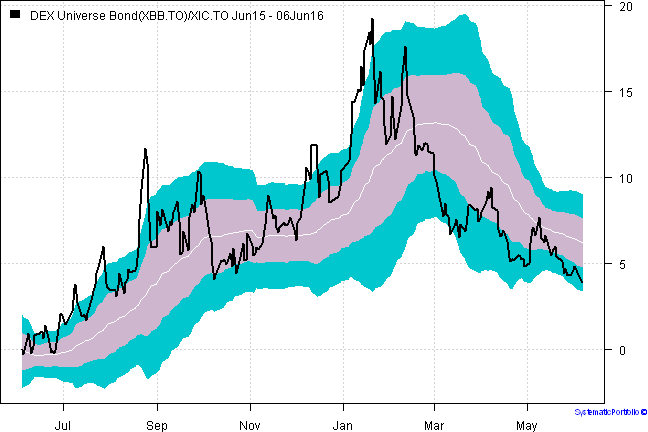 DEX Universe Bond(XBB.TO)/XIC.TO Jun15 - 06Jun16
20
15
10
5
0
Jul Sep Nov Jan Mar May
SystematicPortfolio ©